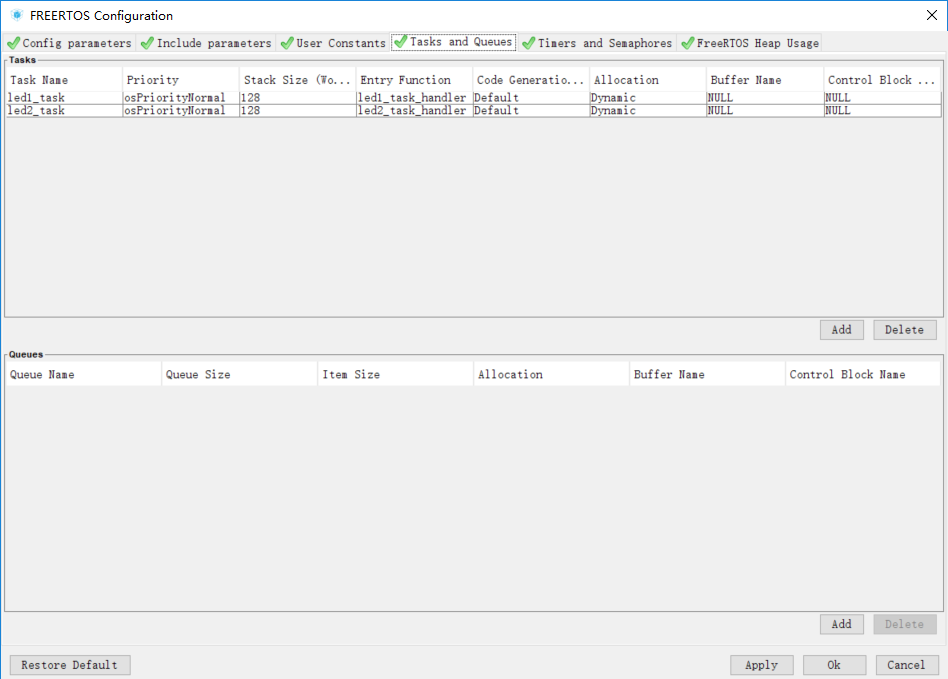 FREERTOS Configuration
Config parameters Include parameters User Constants Tasks and Queues Timers and Semaphores FreeRTOS Heap Usage
Tasks
Task Name Priority Stack Size (Wo... Entry Function Code Generatio... Allocation Buffer Name Control Block ...
led1_task osPriorityNormal 128 led1_task_handler Default Dynamic NULL NULL
led2_task osPriorityNormal 128 led2_task_handler Default Dynamic NULL NULL
Add Delete
Queues
Queue Name Queue Size Item Size Allocation Buffer Name Control Block Name
Add Delete
Restore Default Apply Ok Cancel